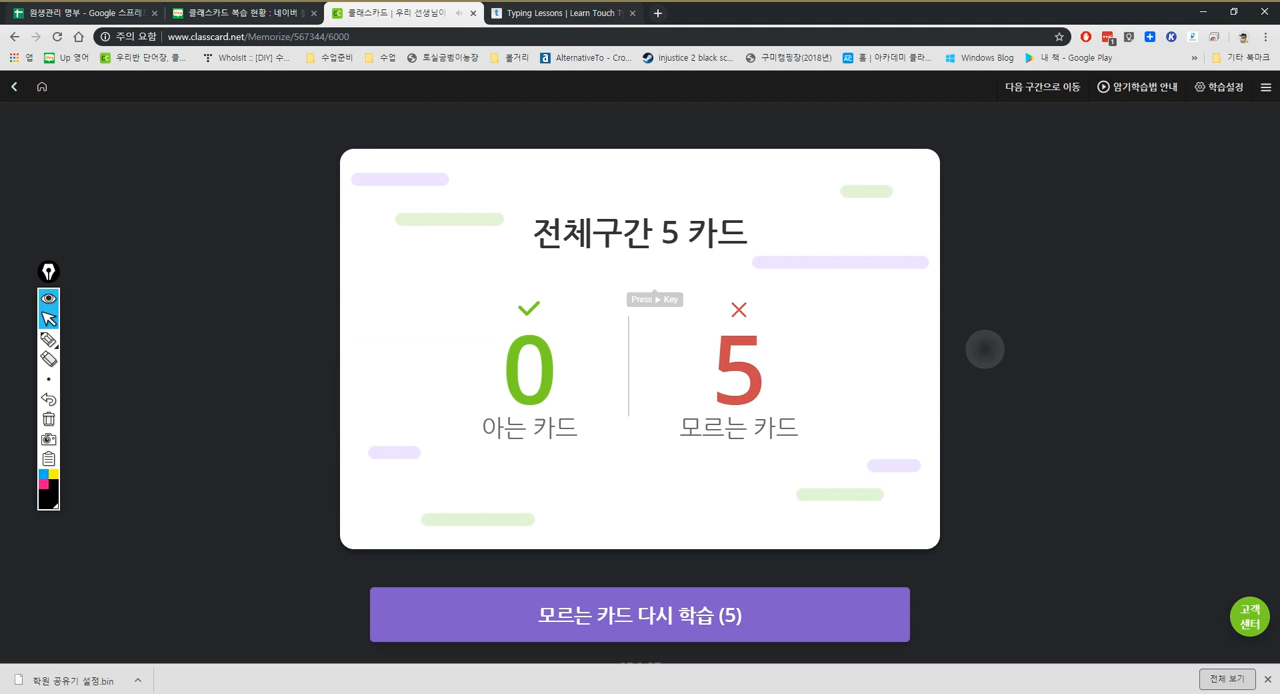 원생관리 명부 - Google 스프레
클래스카드 복습 현황 : 네이버
클래스카드 | 우리 선생님이
Typing Lessons | Learn Touch T
주의 요함
www.classcard.net/Memorize/567344/6000
앱
Up 영어
우리반 단어장, 클...
WhoIst :: [DIY] 수...
수업준비
수업
토실굼벵이농장
볼거리
AlternativeTo - Cro...
injustice 2 black sc...
구미캠핑장(2018년)
홈 | 아카데미 클라...
Windows Blog
내 책 - Google Play
»
기타 북마크
다음 구간으로 이동
암기학습법 안내
학습설정
전체구간 5 카드
Press ▶ Key
0
5
아는 카드
모르는 카드
모르는 카드 다시 학습 (5)
고객
센터
학원 공유기 설정.bin
전체 보기